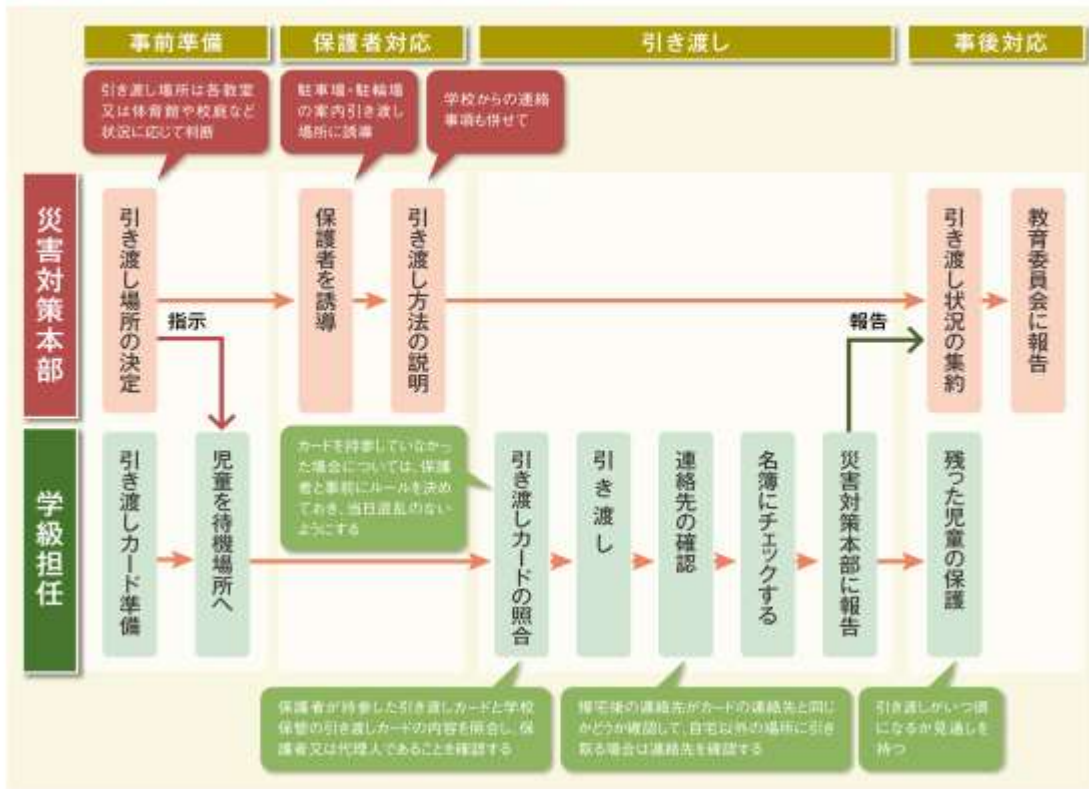 事前準備
保護者対応
引き渡し
事後対応
引き渡し場所は各教室
又は体育館や校庭など
状況に応じて判断
駐車場・駐輪場
の案内引き渡し
場所に誘導
学校からの連絡
事項も併せて
災害対策本部
引き渡し場所の決定
保護者を誘導
引き渡し方法の説明
引き渡し状況の集約
教育委員会に報告
指示
報告
学級担任
引き渡しカード準備
児童を待機場所へ
カードを持参していなかっ
た場合については、保護
者と事前にルールを決め
ておき、当日混乱のない
ようにする
引き渡しカードの照合
引き渡し
連絡先の確認
名簿にチェックする
災害対策本部に報告
残った児童の保護
保護者が持参した引き渡しカードと学校
保管の引き渡しカードの内容を照合し、保
護者又は代理人であることを確認する
帰宅後の連絡先がカードの連絡先と同じ
かどうか確認して、自宅以外の場所に引き
取る場合は連絡先を確認する
引き渡しがいつ頃
になるか見通しを
持つ